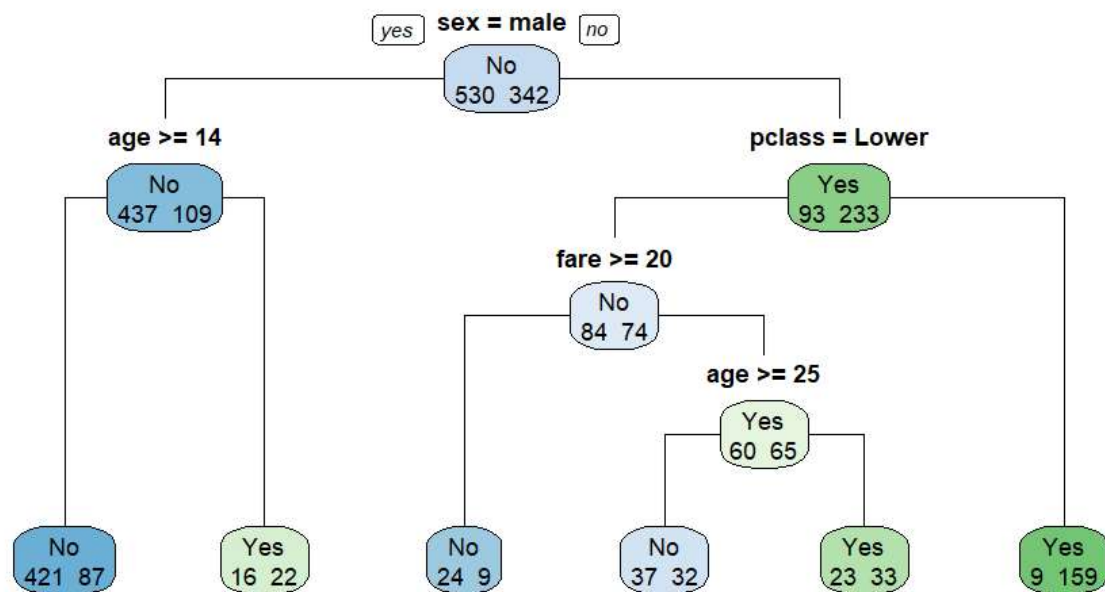 yes sex = male no
No
530 342
age >= 14
pclass = Lower
No
437 109
Yes
93 233
fare >= 20
No
84 74
age >= 25
Yes
60 65
No
421 87
Yes
16 22
No
24 9
No
37 32
Yes
23 33
Yes
9 159